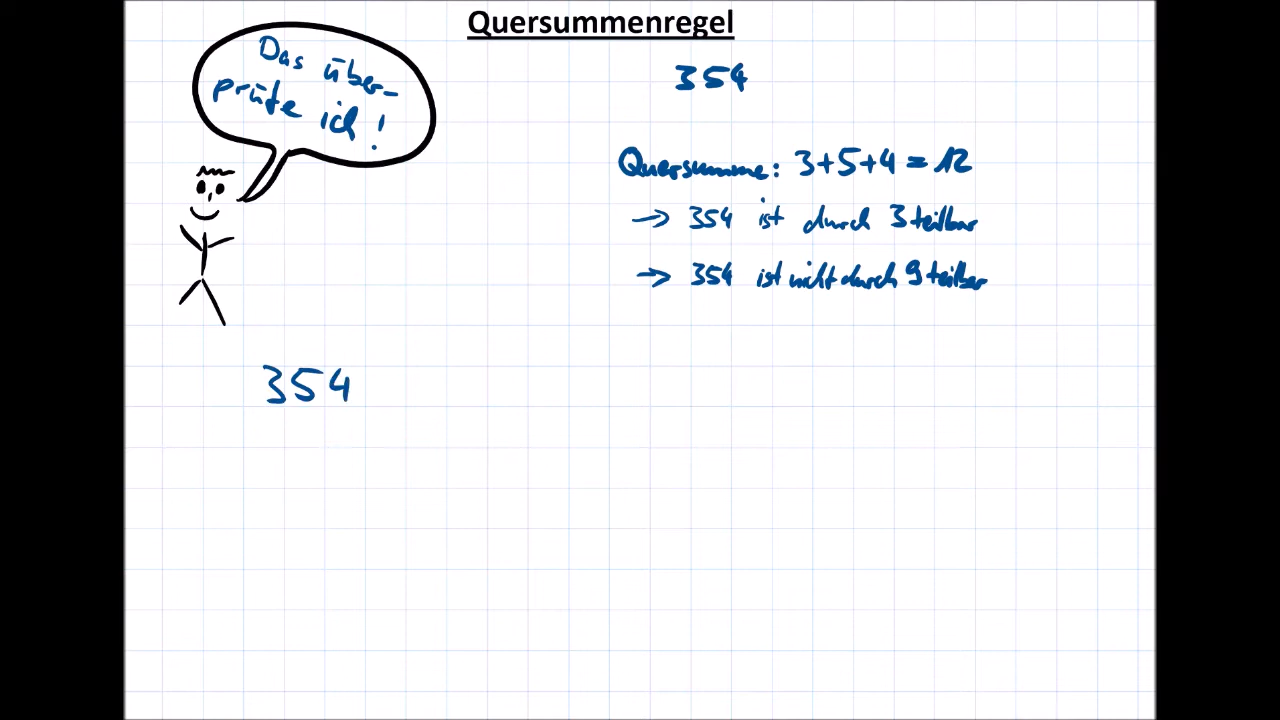 Quersummenregel
Das über-
prüfe ich!
354
Quersumme: 3+5+4=12
→ 354 ist durch 3 teilbar
→ 354 ist nicht durch 9 teilbar
354